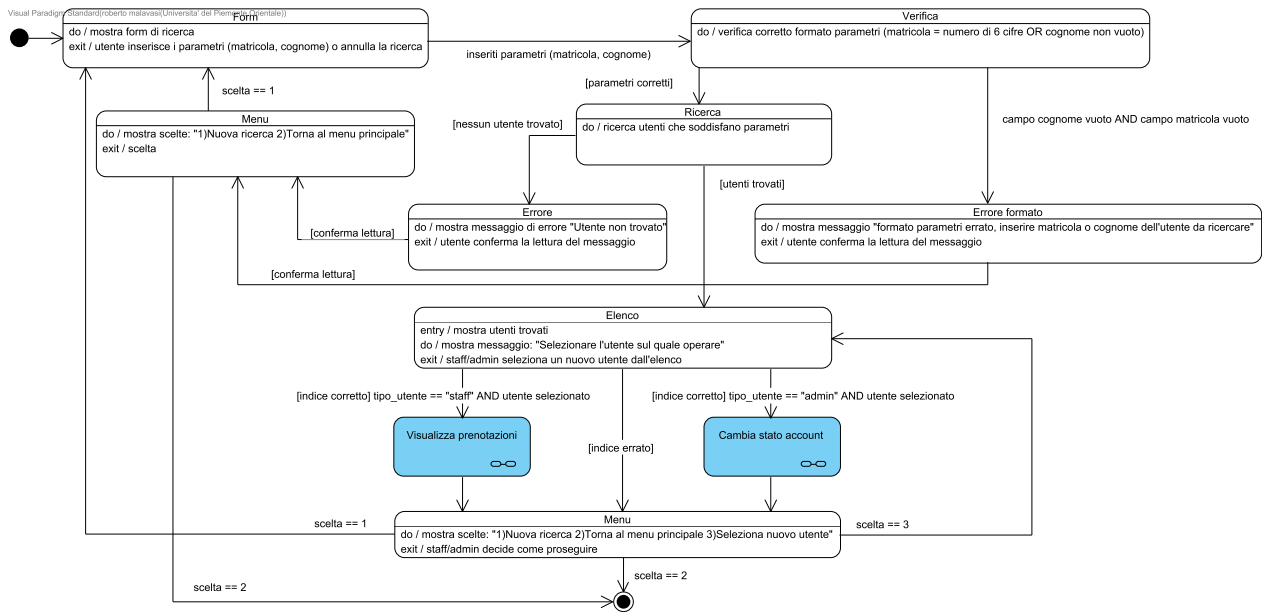 Visual Paradigm Standard(roberto malavasi(Universita' del Piemonte Orientale))
Form
do / mostra form di ricerca
exit / utente inserisce i parametri (matricola, cognome) o annulla la ricerca
inseriti parametri (matricola, cognome)
Verifica
do / verifica corretto formato parametri (matricola = numero di 6 cifre OR cognome non vuoto)
scelta == 1
[parametri corretti]
Menu
do / mostra scelte: "1)Nuova ricerca 2)Torna al menu principale"
exit / scelta
[nessun utente trovato]
Ricerca
do / ricerca utenti che soddisfano parametri
campo cognome vuoto AND campo matricola vuoto
[utenti trovati]
Errore
do / mostra messaggio di errore "Utente non trovato"
exit / utente conferma la lettura del messaggio
Errore formato
do / mostra messaggio "formato parametri errato, inserire matricola o cognome dell'utente da ricercare"
exit / utente conferma la lettura del messaggio
[conferma lettura]
[conferma lettura]
Elenco
entry / mostra utenti trovati
do / mostra messaggio: "Selezionare l'utente sul quale operare"
exit / staff/admin seleziona un nuovo utente dall'elenco
[indice corretto] tipo_utente == "staff" AND utente selezionato
[indice corretto] tipo_utente == "admin" AND utente selezionato
Visualizza prenotazioni
[indice errato]
Cambia stato account
scelta == 1
Menu
do / mostra scelte: "1)Nuova ricerca 2)Torna al menu principale 3)Seleziona nuovo utente"
exit / staff/admin decide come proseguire
scelta == 3
scelta == 2
scelta == 2